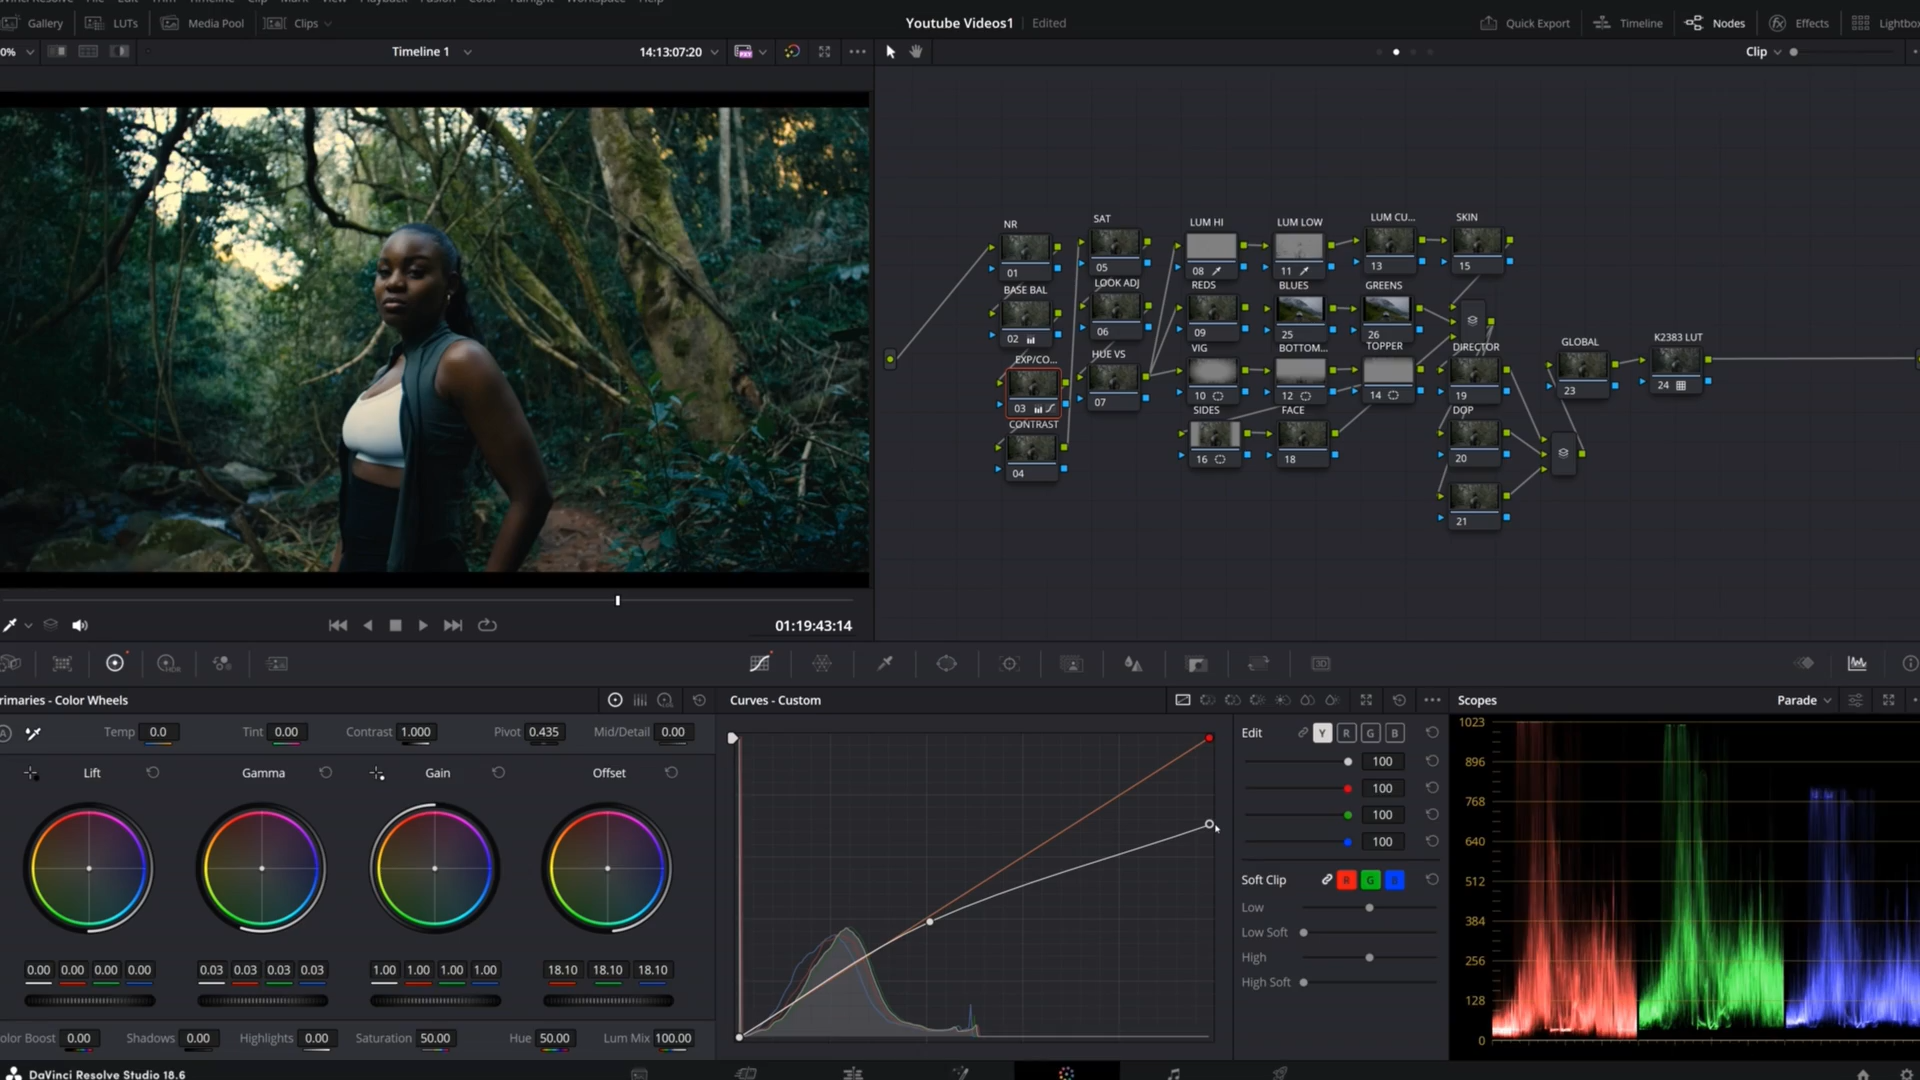 Gallery LUTs Media Pool Clips Youtube Videos1 Edited Quick Export Timeline Nodes Effects Lightbo
0% Timeline 1 14:13:07:20 Clip
NR
01
BASE BAL
02
EXP/CO...
03
CONTRAST
04
SAT
05
LOOK ADJ
06
HUE VS
07
LUM HI
08
LUM LOW
11
LUM CU...
13
SKIN
15
REDS
09
BLUES
25
GREENS
26
VIG
10
BOTTOM...
12
TOPPER
14
DIRECTOR
19
SIDES
16
FACE
18
DOP
20
21
GLOBAL
23
K2383 LUT
24
01:19:43:14
rimaries - Color Wheels
Temp 0.0 Tint 0.00 Contrast 1.000 Pivot 0.435 Mid/Detail 0.00
Lift Gamma Gain Offset
0.00 0.00 0.00 0.00 0.03 0.03 0.03 0.03 1.00 1.00 1.00 1.00 18.10 18.10 18.10
olor Boost 0.00 Shadows 0.00 Highlights 0.00 Saturation 50.00 Hue 50.00 Lum Mix 100.00
Curves - Custom
Edit Y R G B
100
100
100
100
Soft Clip R G B
Low
Low Soft
High
High Soft
Scopes Parade
1023
896
768
640
512
384
256
128
0
DaVinci Resolve Studio 18.6